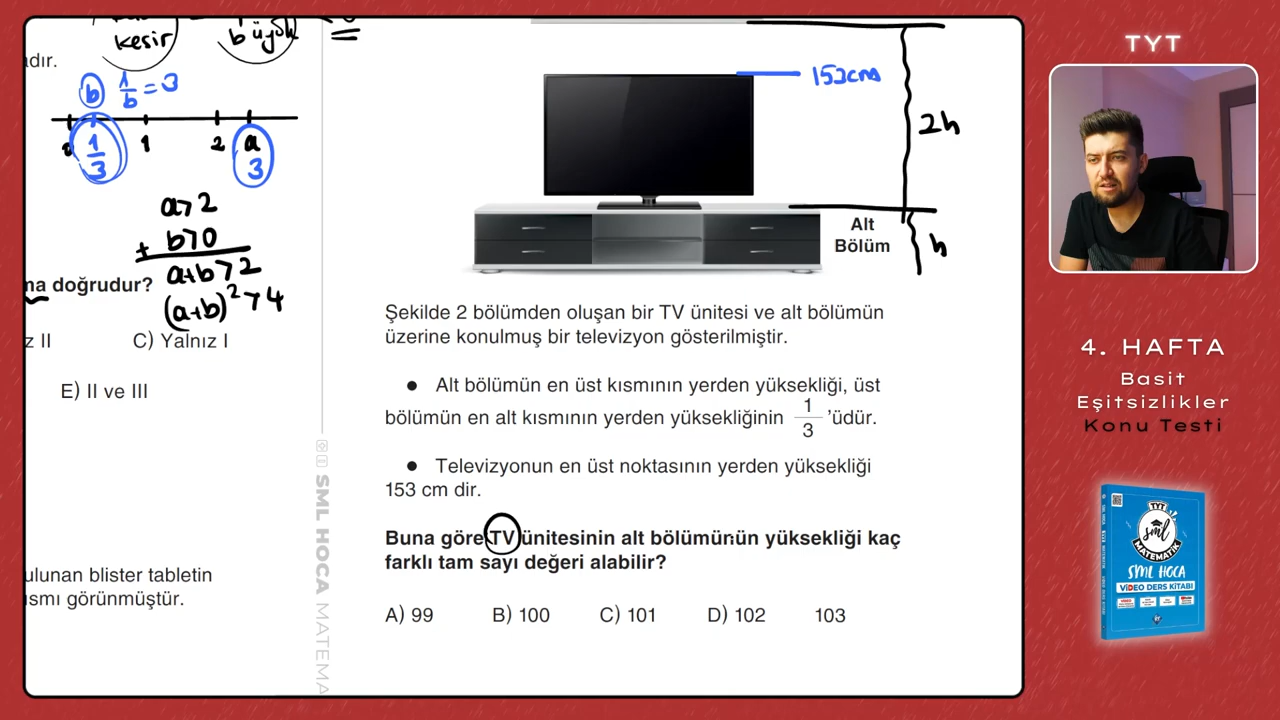 kesir
büyük
adır.
b 1/b = 3
0 1/3 1 2 a 3
a>2
+ b>0
a+b>2
(a+b)²>4
ma doğrudur?
z II C) Yalnız I
E) II ve III
ulunan blister tabletin
ısmı görünmüştür.
SML HOCA MATEMA
153cm
2h
h
Alt
Bölüm
Şekilde 2 bölümden oluşan bir TV ünitesi ve alt bölümün
üzerine konulmuş bir televizyon gösterilmiştir.
● Alt bölümün en üst kısmının yerden yüksekliği, üst
bölümün en alt kısmının yerden yüksekliğinin 1/3 'üdür.
● Televizyonun en üst noktasının yerden yüksekliği
153 cm dir.
Buna göre TV ünitesinin alt bölümünün yüksekliği kaç
farklı tam sayı değeri alabilir?
A) 99 B) 100 C) 101 D) 102 103
TYT
4. HAFTA
Basit
Eşitsizlikler
Konu Testi
TYT
sml
MATEMATİK
SML HOCA
VİDEO DERS KİTABI